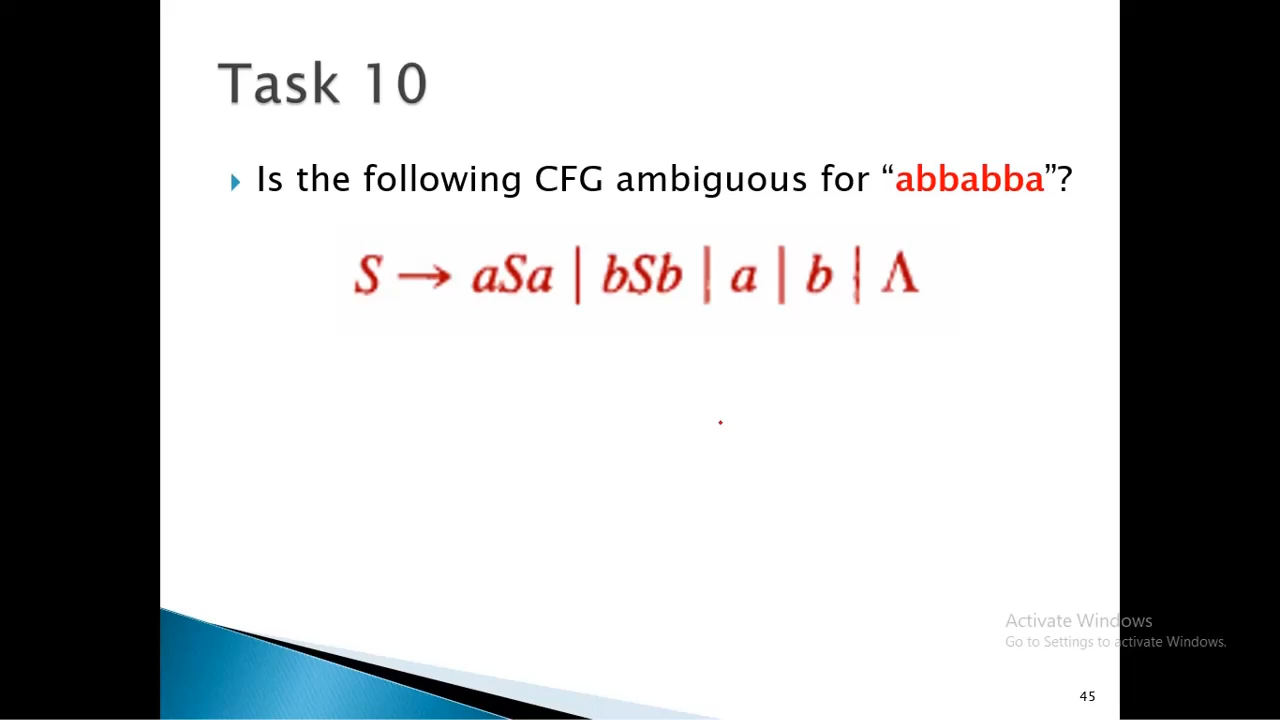 Task 10
Is the following CFG ambiguous for “abbabba”?
S → aSa | bSb | a | b | Λ
Activate Windows
Go to Settings to activate Windows.
45